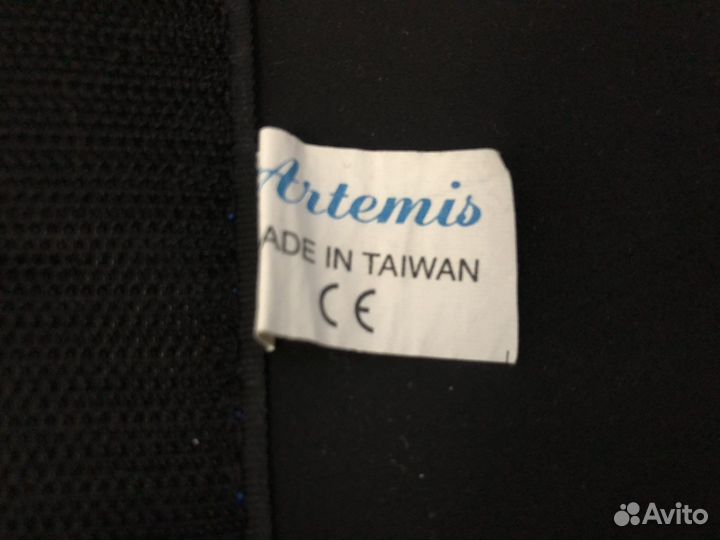 Artemis
ADE IN TAIWAN
CE
Avito